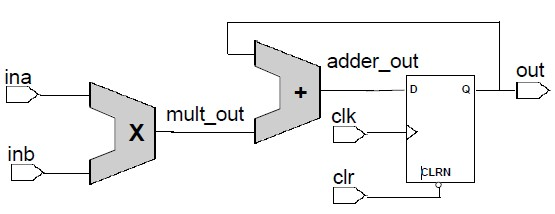 adder_out
out
ina
mult_out
+
D
Q
clk
X
inb
CLRN
clr